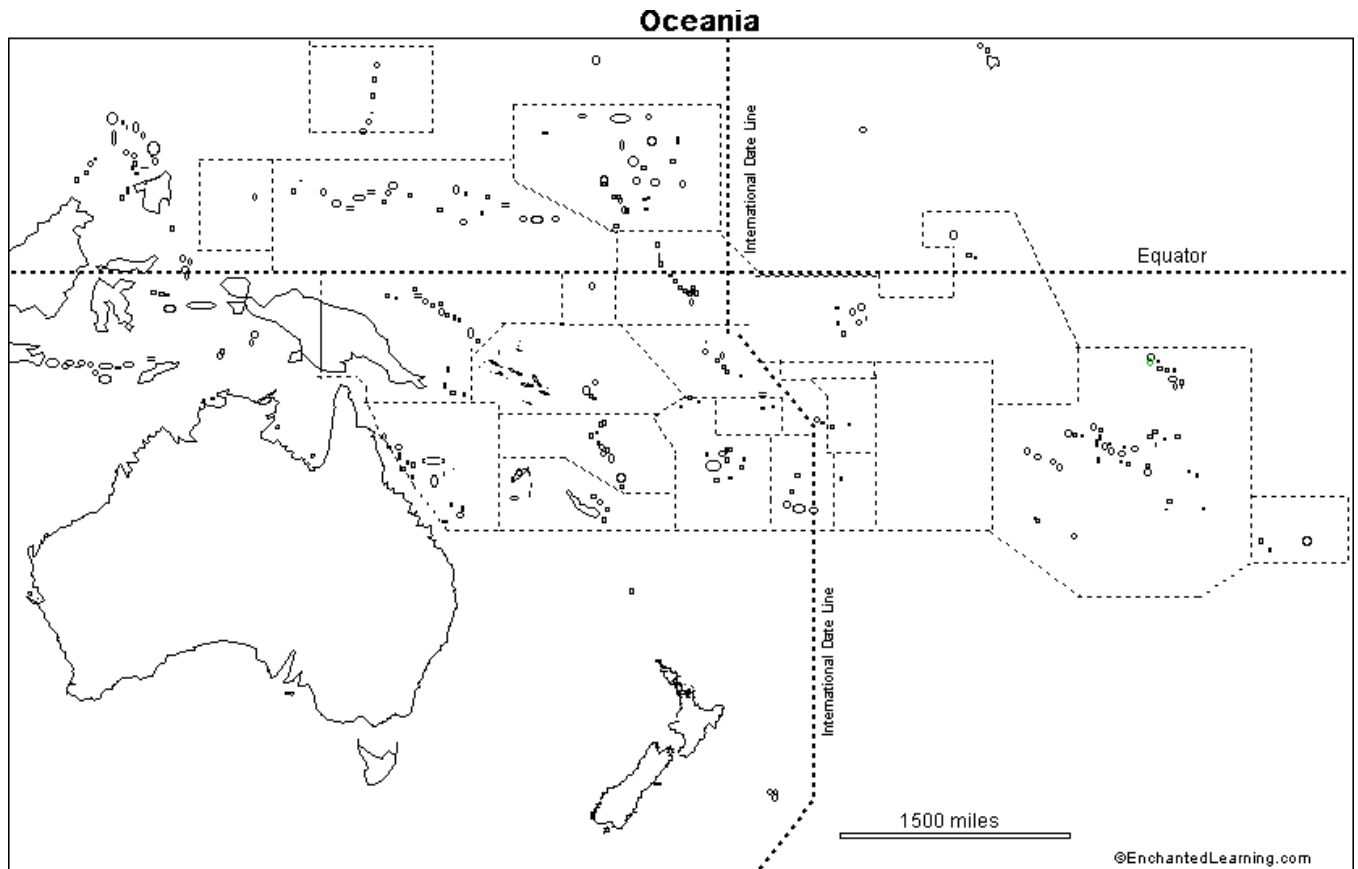 Oceania
International Date Line
Equator
International Date Line
1500 miles
©EnchantedLearning.com